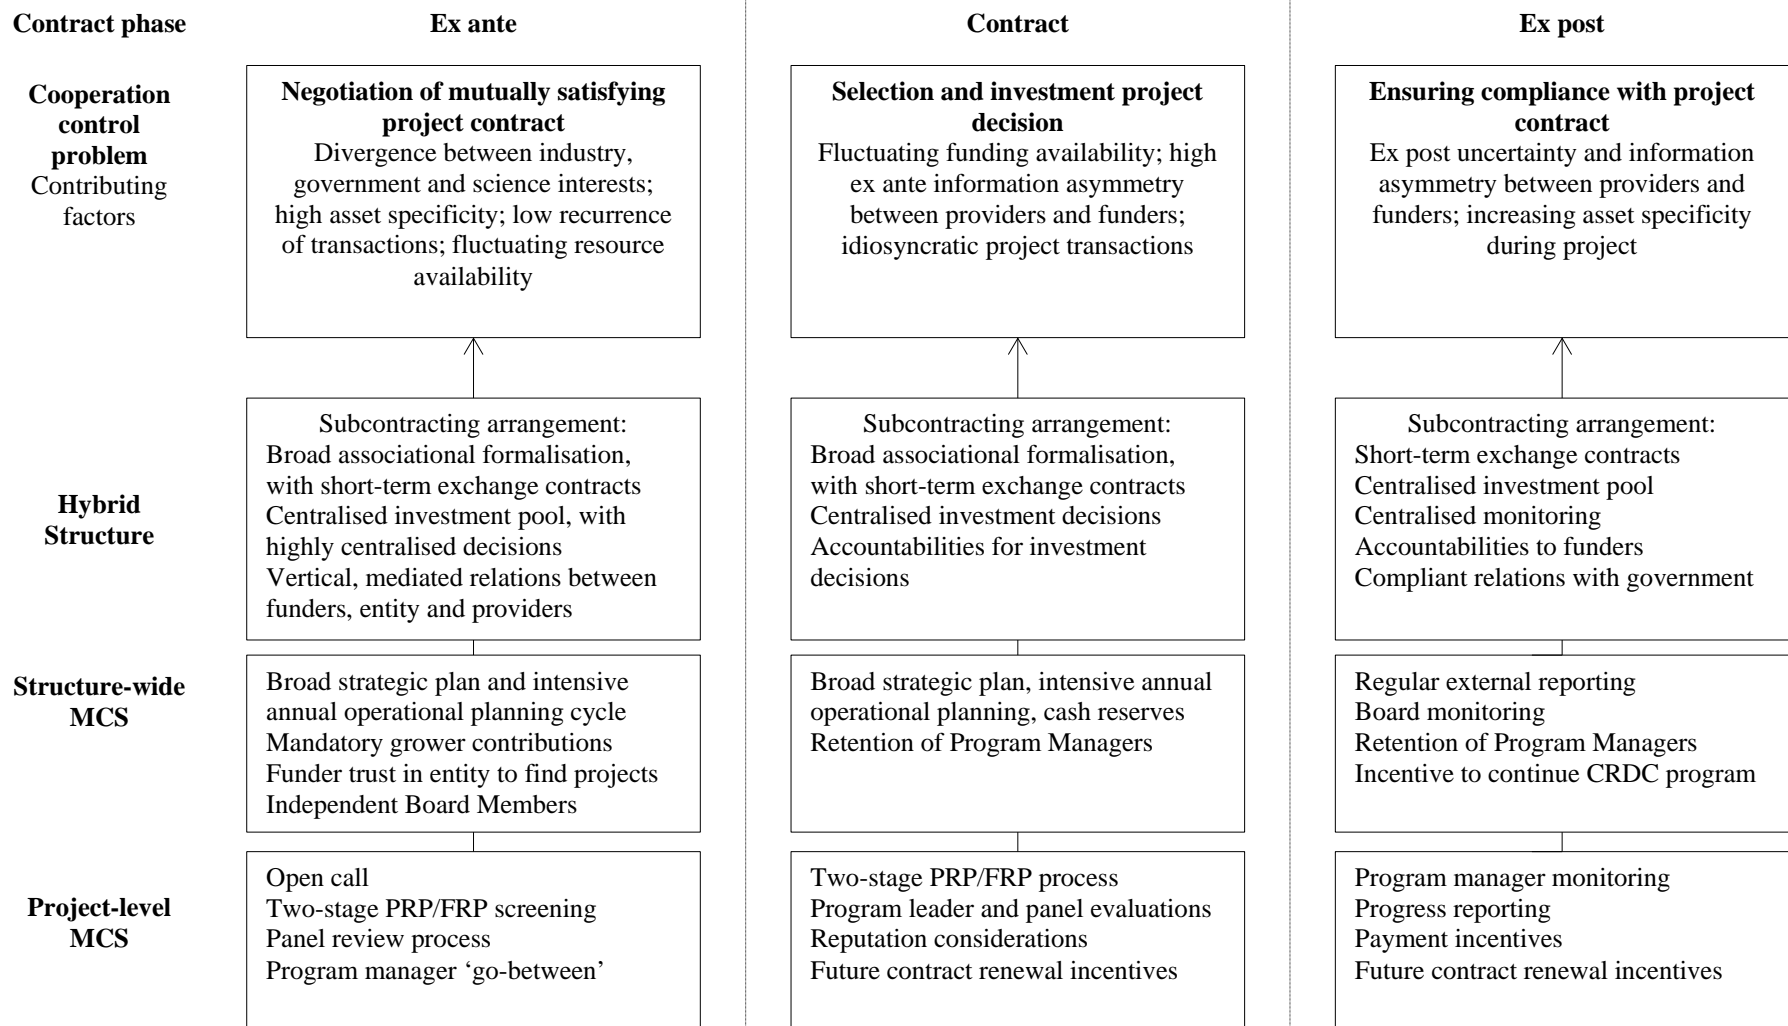 Contract phase
Ex ante
Contract
Ex post
Cooperation
control
problem
Contributing
factors
Negotiation of mutually satisfying
project contract
Divergence between industry,
government and science interests;
high asset specificity; low recurrence
of transactions; fluctuating resource
availability
Selection and investment project
decision
Fluctuating funding availability; high
ex ante information asymmetry
between providers and funders;
idiosyncratic project transactions
Ensuring compliance with project
contract
Ex post uncertainty and information
asymmetry between providers and
funders; increasing asset specificity
during project
Hybrid
Structure
Subcontracting arrangement:
Broad associational formalisation,
with short-term exchange contracts
Centralised investment pool, with
highly centralised decisions
Vertical, mediated relations between
funders, entity and providers
Subcontracting arrangement:
Broad associational formalisation,
with short-term exchange contracts
Centralised investment decisions
Accountabilities for investment
decisions
Subcontracting arrangement:
Short-term exchange contracts
Centralised investment pool
Centralised monitoring
Accountabilities to funders
Compliant relations with government
Structure-wide
MCS
Broad strategic plan and intensive
annual operational planning cycle
Mandatory grower contributions
Funder trust in entity to find projects
Independent Board Members
Broad strategic plan, intensive annual
operational planning, cash reserves
Retention of Program Managers
Regular external reporting
Board monitoring
Retention of Program Managers
Incentive to continue CRDC program
Project-level
MCS
Open call
Two-stage PRP/FRP screening
Panel review process
Program manager ‘go-between’
Two-stage PRP/FRP process
Program leader and panel evaluations
Reputation considerations
Future contract renewal incentives
Program manager monitoring
Progress reporting
Payment incentives
Future contract renewal incentives